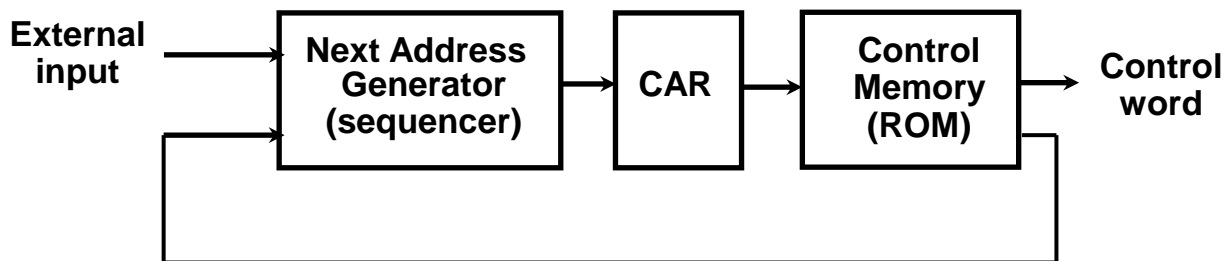 External
input
Next Address
Generator
(sequencer)
CAR
Control
Memory
(ROM)
Control
word